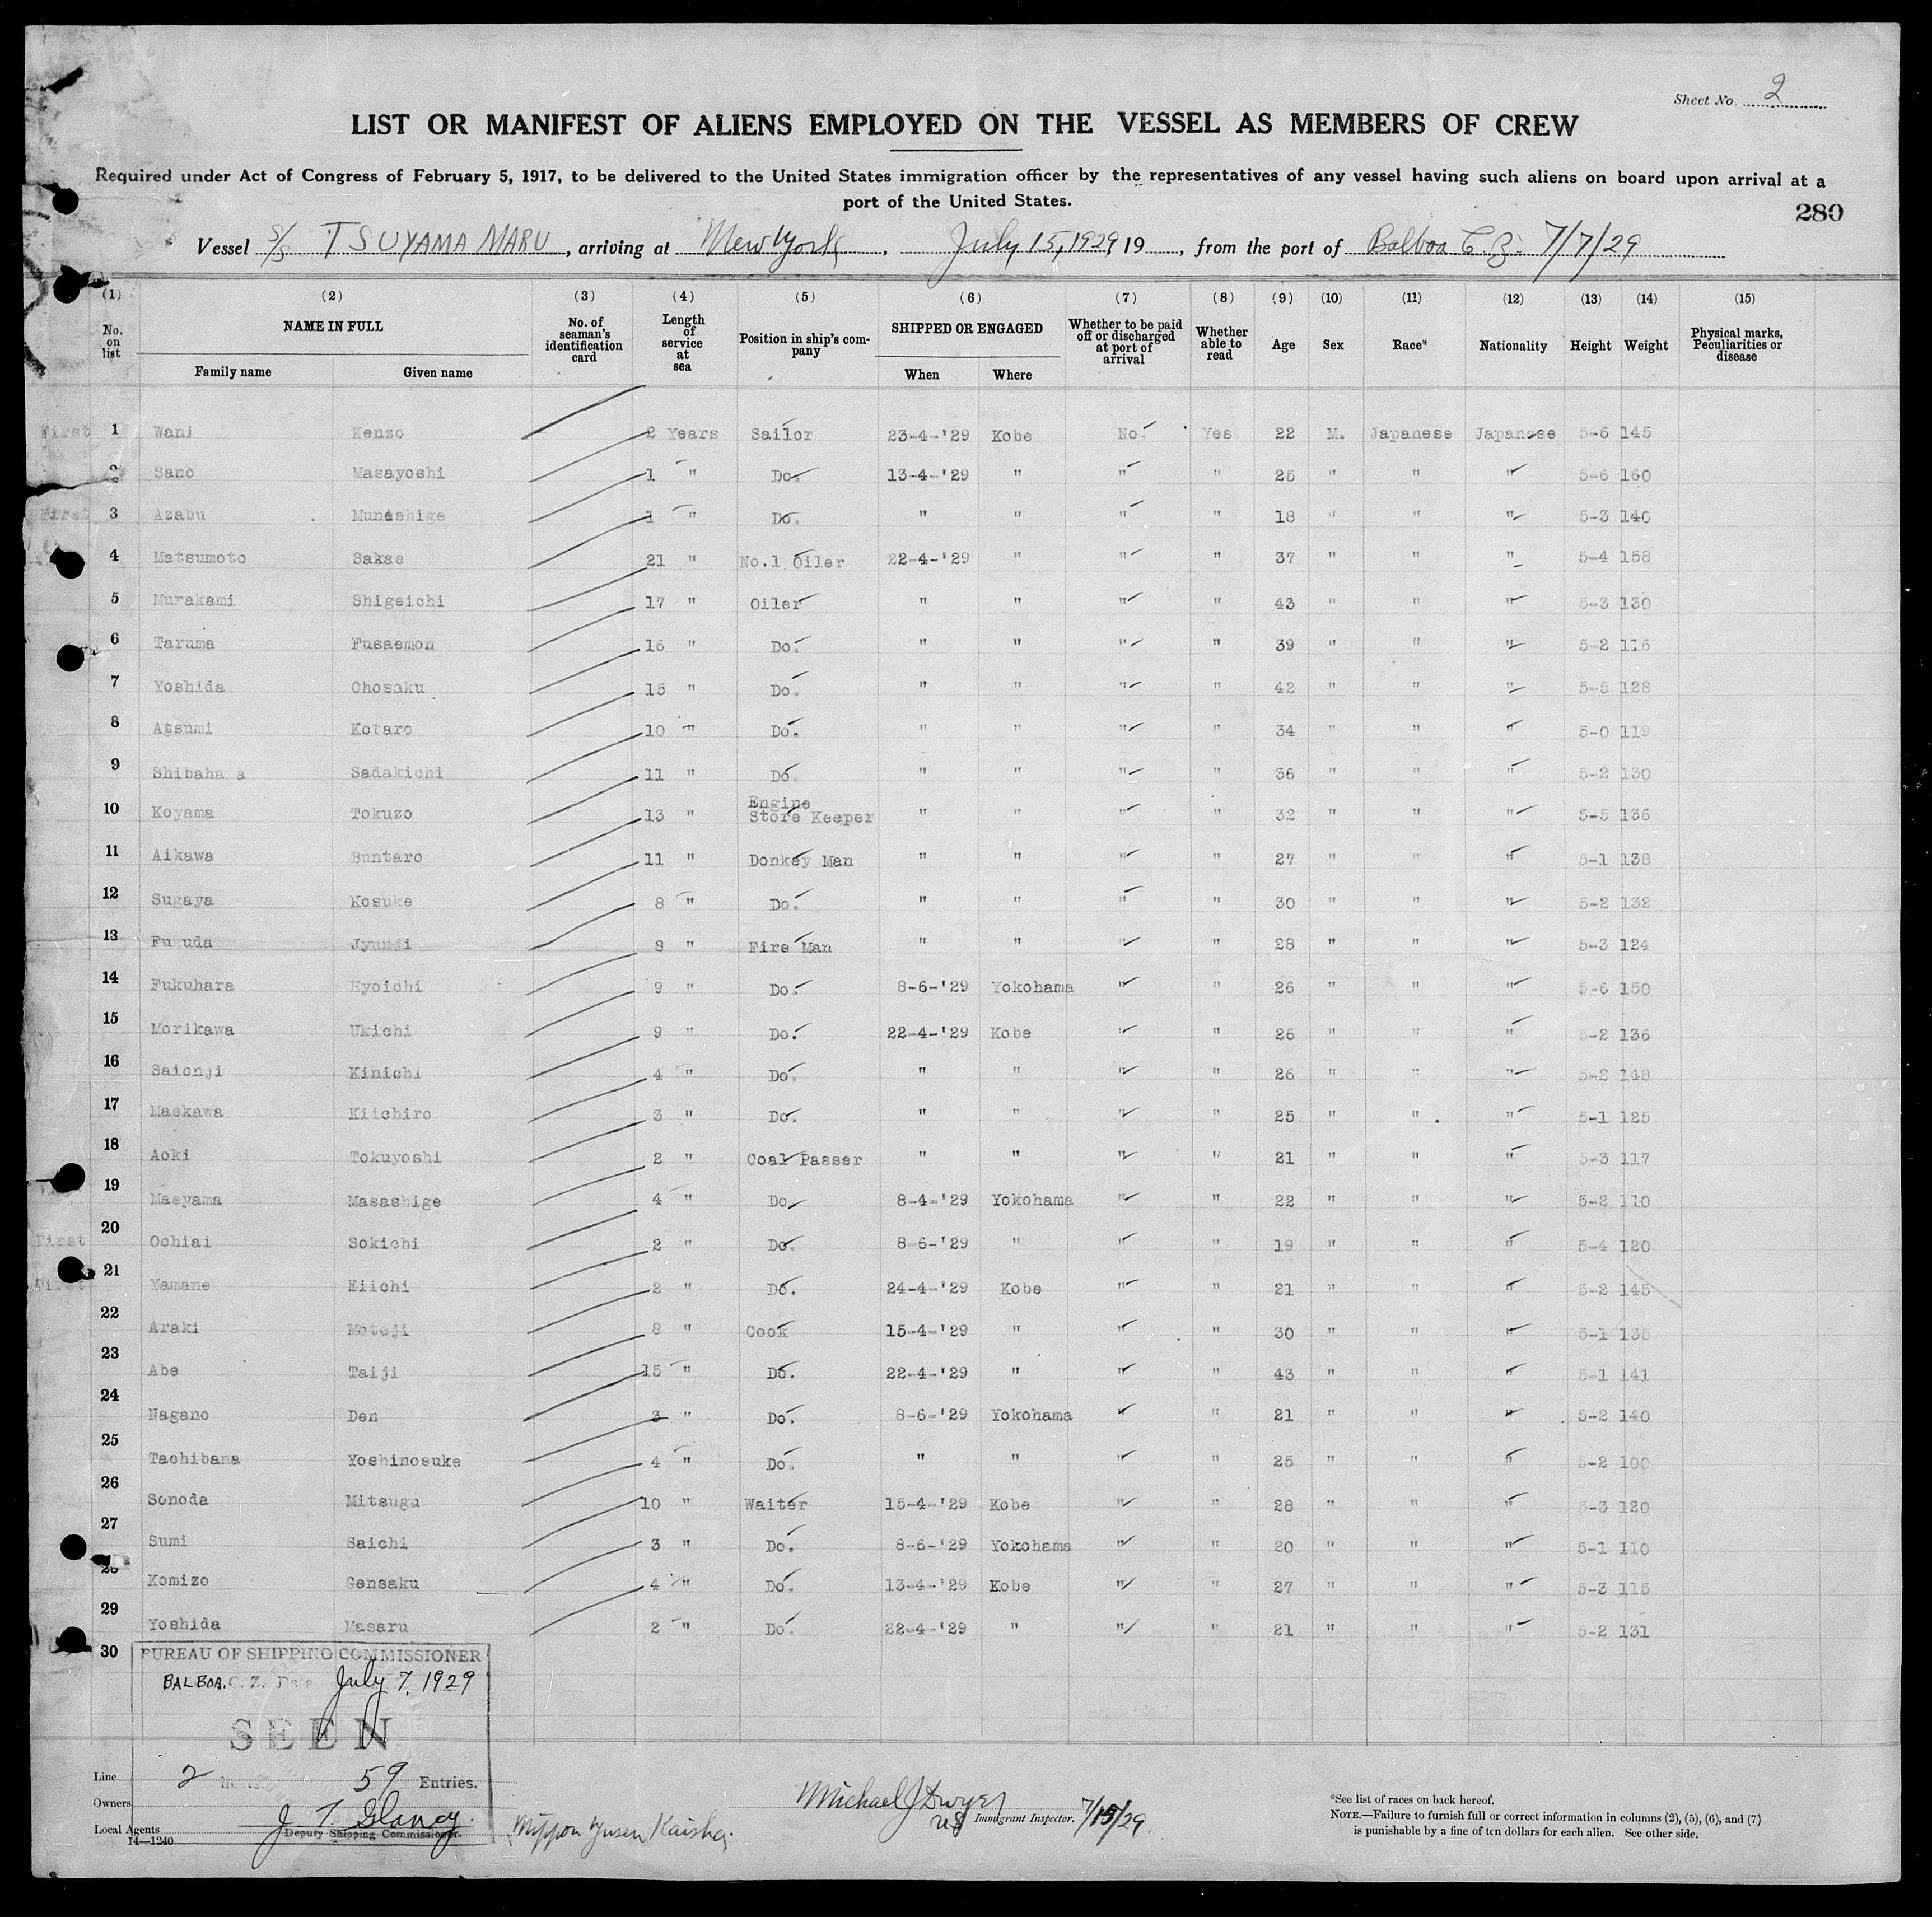 Sheet No. 2
LIST OR MANIFEST OF ALIENS EMPLOYED ON THE VESSEL AS MEMBERS OF CREW
Required under Act of Congress of February 5, 1917, to be delivered to the United States immigration officer by the representatives of any vessel having such aliens on board upon arrival at a
port of the United States.
280
Vessel S/S TSUYAMA MARU, arriving at New York, July 15, 1929, 19, from the port of Balboa C.Z. 7/7/29
(1) (2) (3) (4) (5) (6) (7) (8) (9) (10) (11) (12) (13) (14) (15)
No. on list NAME IN FULL Family name Given name No. of seaman's identification card Length of service at sea Position in ship's company SHIPPED OR ENGAGED When Where Whether to be paid off or discharged at port of arrival Whether able to read Age Sex Race* Nationality Height Weight Physical marks, Peculiarities or disease
First 1 Wani Kenzo 2 Years Sailor 23-4-'29 Kobe No. Yes 22 M. Japanese Japanese 5-6 145
2 Sano Masayoshi 1 " Do. 13-4-'29 " " " 25 " " " 5-6 160
First 3 Azabu Muneshige 1 " Do. " " " " 18 " " " 5-3 140
4 Matsumoto Sakae 21 " No.1 Oiler 22-4-'29 " " " 37 " " " 5-4 158
5 Murakami Shigeichi 17 " Oiler " " " " 43 " " " 5-3 130
6 Taruma Fusaemon 16 " Do. " " " " 39 " " " 5-2 116
7 Yoshida Chosaku 15 " Do. " " " " 42 " " " 5-5 128
8 Atsumi Kotaro 10 " Do. " " " " 34 " " " 5-0 119
9 Shibahara Sadakichi 11 " Do. " " " " 36 " " " 5-2 130
10 Koyama Tokuzo 13 " Engine Store Keeper " " " " 32 " " " 5-5 136
11 Aikawa Buntaro 11 " Donkey Man " " " " 27 " " " 5-1 138
12 Sugaya Kosuke 8 " Do. " " " " 30 " " " 5-2 132
13 Fukuda Jyunji 8 " Fire Man " " " " 28 " " " 5-3 124
14 Fukuhara Hyoichi 9 " Do. 8-6-'29 Yokohama " " 26 " " " 5-6 150
15 Morikawa Ukichi 9 " Do. 22-4-'29 Kobe " " 26 " " " 5-2 136
16 Saionji Kinichi 4 " Do. " " " " 26 " " " 5-2 148
17 Maekawa Kiichiro 3 " Do. " " " " 25 " " " 5-1 125
18 Aoki Tokuyoshi 2 " Coal Passer " " " " 21 " " " 5-3 117
19 Maeyama Masashige 4 " Do. 8-4-'29 Yokohama " " 22 " " " 5-2 110
First 20 Ochiai Sokichi 2 " Do. 8-6-'29 " " " 19 " " " 5-4 120
First 21 Yamane Eiichi 2 " Do. 24-4-'29 Kobe " " 21 " " " 5-2 145
22 Araki Motoji 8 " Cook 15-4-'29 " " " 30 " " " 5-1 135
23 Abe Taiji 15 " Do. 22-4-'29 " " " 43 " " " 5-1 141
24 Nagano Den 3 " Do. 8-6-'29 Yokohama " " 21 " " " 5-2 140
25 Tachibana Yoshinosuke 4 " Do. " " " " 25 " " " 5-2 100
26 Sonoda Mitsugu 10 " Waiter 15-4-'29 Kobe " " 28 " " " 5-3 120
27 Sumi Saichi 3 " Do. 8-6-'29 Yokohama " " 20 " " " 5-1 110
28 Komizo Gensaku 4 " Do. 13-4-'29 Kobe " " 27 " " " 5-3 115
29 Yoshida Masaru 2 " Do. 22-4-'29 " " " 21 " " " 5-2 131
30
BUREAU OF SHIPPING COMMISSIONER
BALBOA, C. Z. July 7, 1929
SEEN
Line 2 59 Entries.
Owners
J. T. Glancy
Local Agents Deputy Shipping Commissioner. Nippon Yusen Kaisha.
14—1240
Michael J Dwyer
Immigrant Inspector. 7/15/29
*See list of races on back hereof.
NOTE.—Failure to furnish full or correct information in columns (2), (5), (6), and (7)
is punishable by a fine of ten dollars for each alien. See other side.